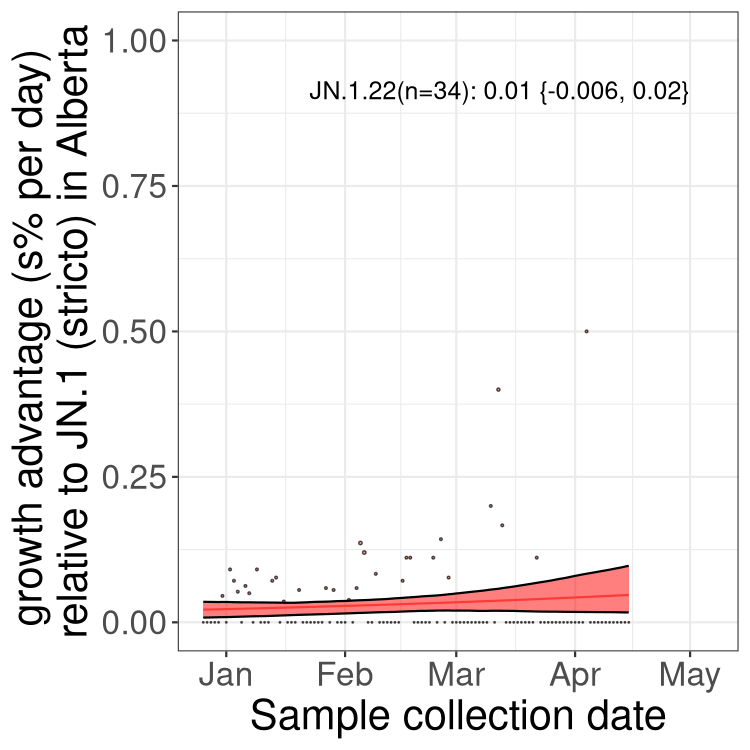 growth advantage (s% per day)
relative to JN.1 (stricto) in Alberta
1.00
0.75
0.50
0.25
0.00
JN.1.22(n=34): 0.01 {-0.006, 0.02}
Jan Feb Mar Apr May
Sample collection date